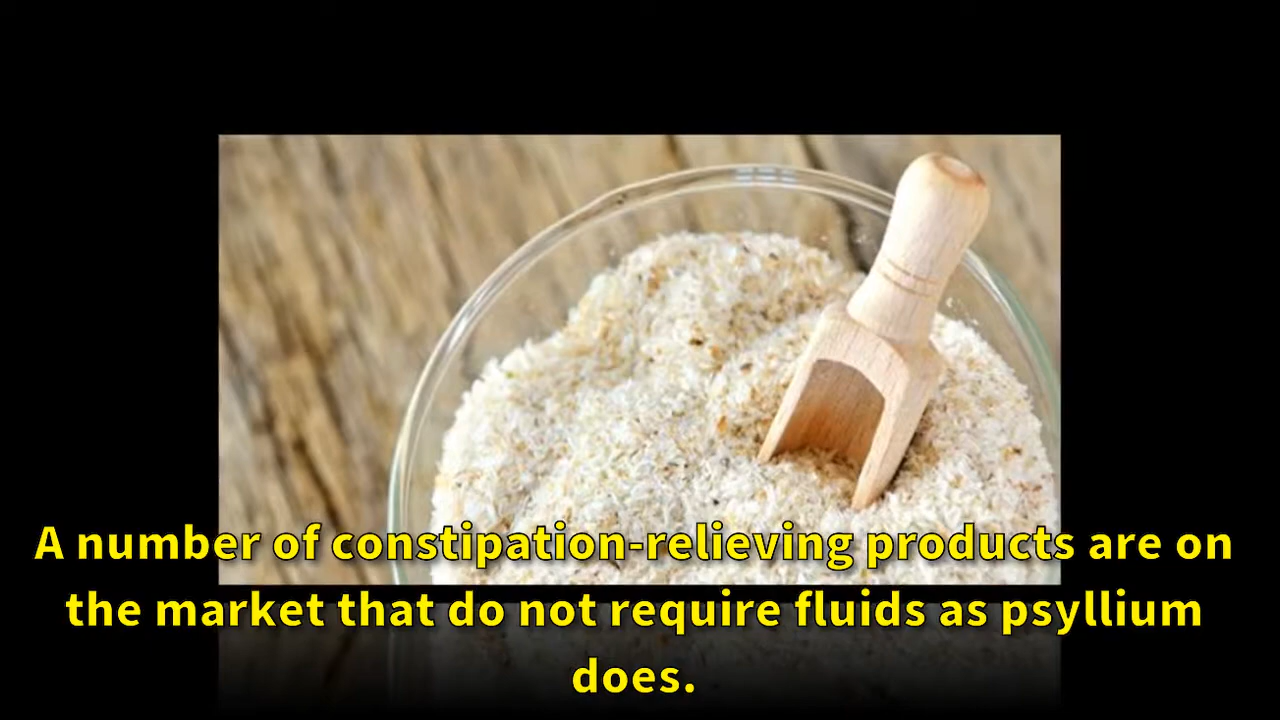 A number of constipation-relieving products are on
the market that do not require fluids as psyllium
does.